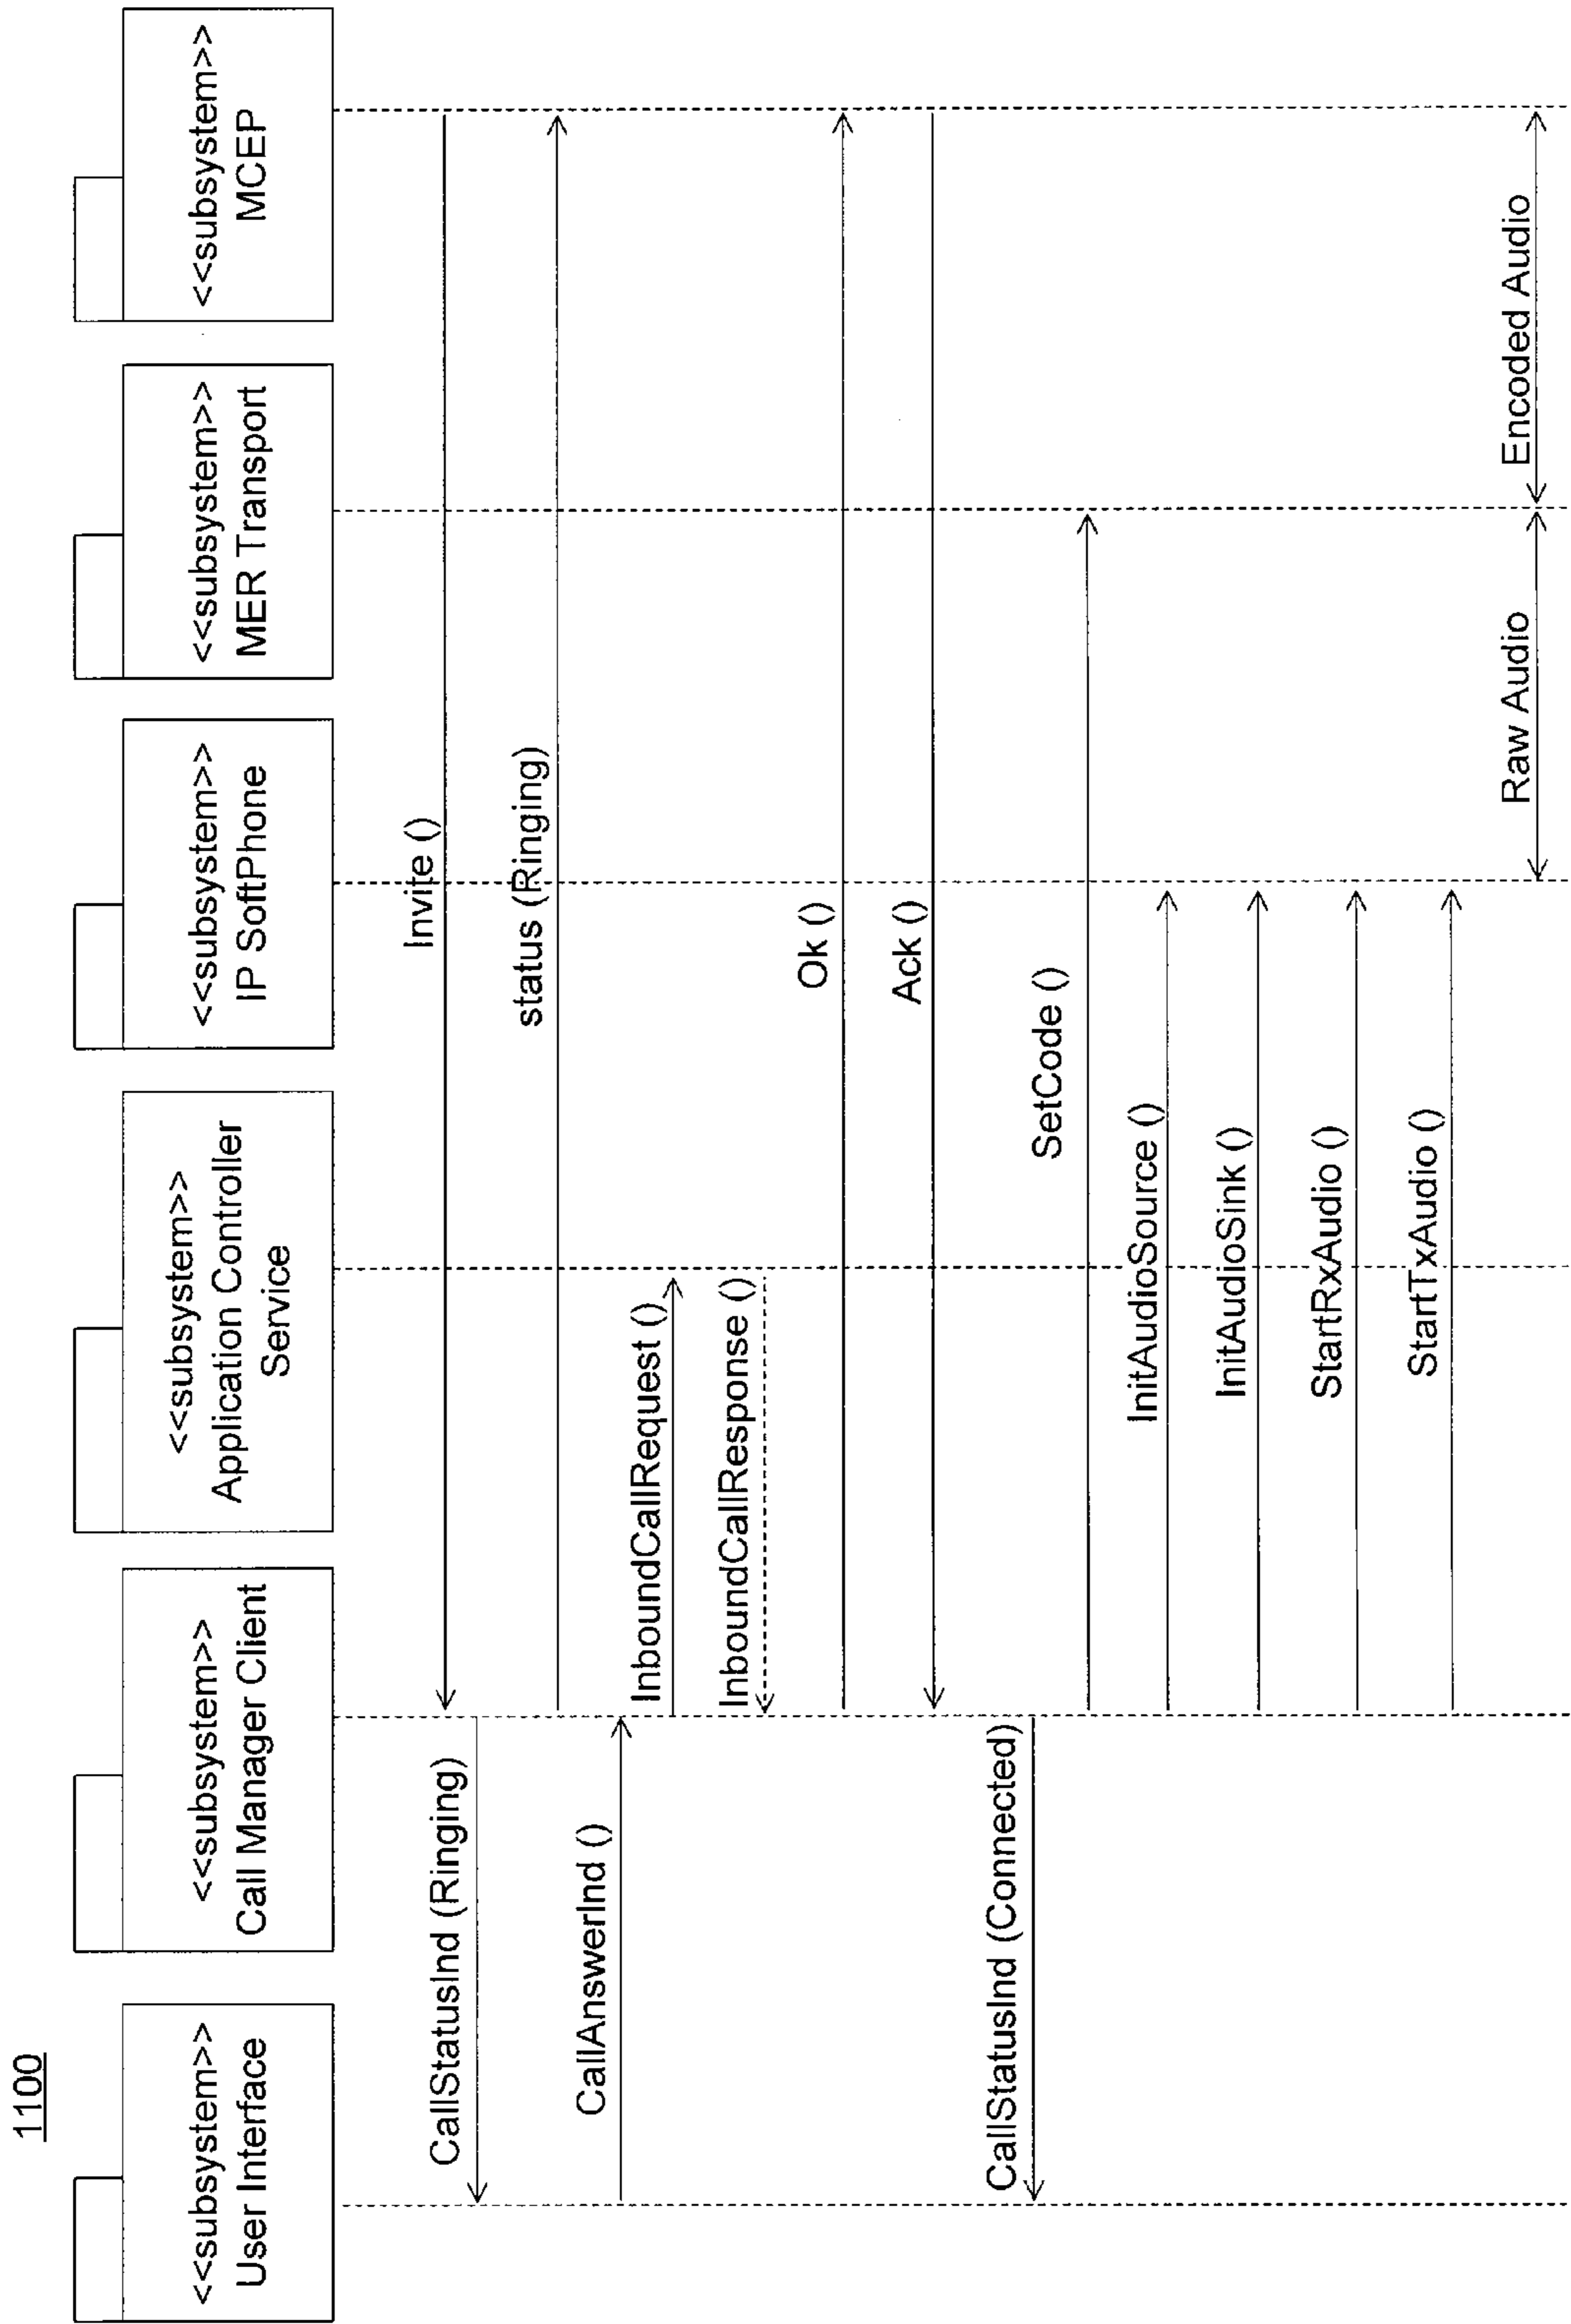 1100
<<subsystem>>
User Interface
<<subsystem>>
Call Manager Client
<<subsystem>>
Application Controller
Service
<<subsystem>>
IP SoftPhone
<<subsystem>>
MER Transport
<<subsystem>>
MCEP
Invite ()
CallStatusInd (Ringing)
status (Ringing)
CallAnswerInd ()
InboundCallRequest ()
InboundCallResponse ()
Ok ()
Ack ()
CallStatusInd (Connected)
SetCode ()
InitAudioSource ()
InitAudioSink ()
StartRxAudio ()
StartTxAudio ()
Raw Audio
Encoded Audio